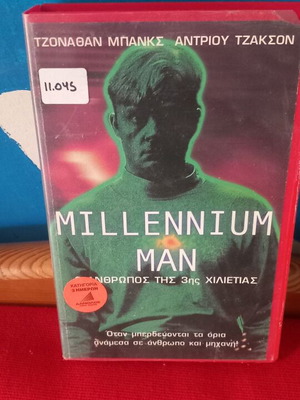 ΤΖΟΝΑΘΑΝ ΜΠΑΝΚΣ ΑΝΤΡΙΟΥ ΤΖΑΚΣΟΝ
11.045
MILLENNIUM
MAN
ΑΝΘΡΩΠΟΣ ΤΗΣ 3ης ΧΙΛΙΕΤΙΑΣ
ΚΑΤΗΓΟΡΙΑ
Όταν μπερδεύονται τα όρια
ανάμεσα σε άνθρωπο και μηχανή!